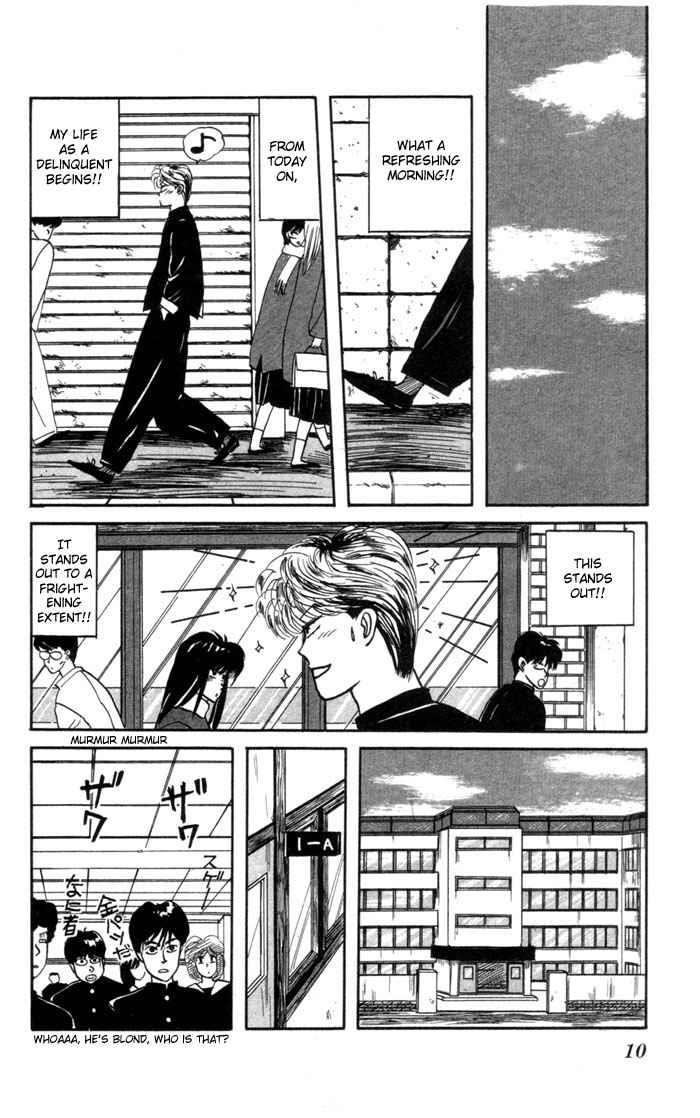 WHAT A
REFRESHING
MORNING!!
FROM
TODAY
ON,
MY LIFE
AS A
DELINQUENT
BEGINS!!
♪
THIS
STANDS
OUT!!
IT
STANDS
OUT TO A
FRIGHT-
ENING
EXTENT!!
1-A
MURMUR MURMUR
ザワ
ザワ
スゲー
金パツだ
なに者
WHOAAA, HE'S BLOND, WHO IS THAT?
10